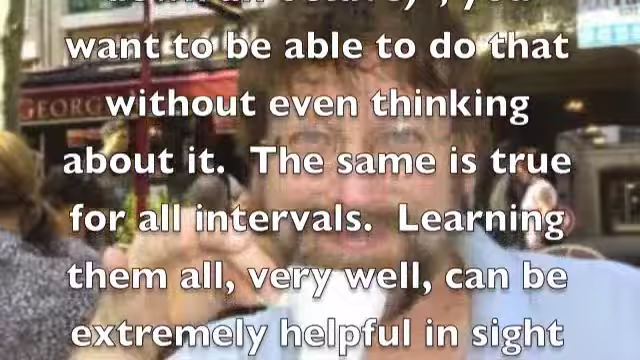 want to be able to do that
without even thinking
about it. The same is true
for all intervals. Learning
them all, very well, can be
extremely helpful in sight
GEORG